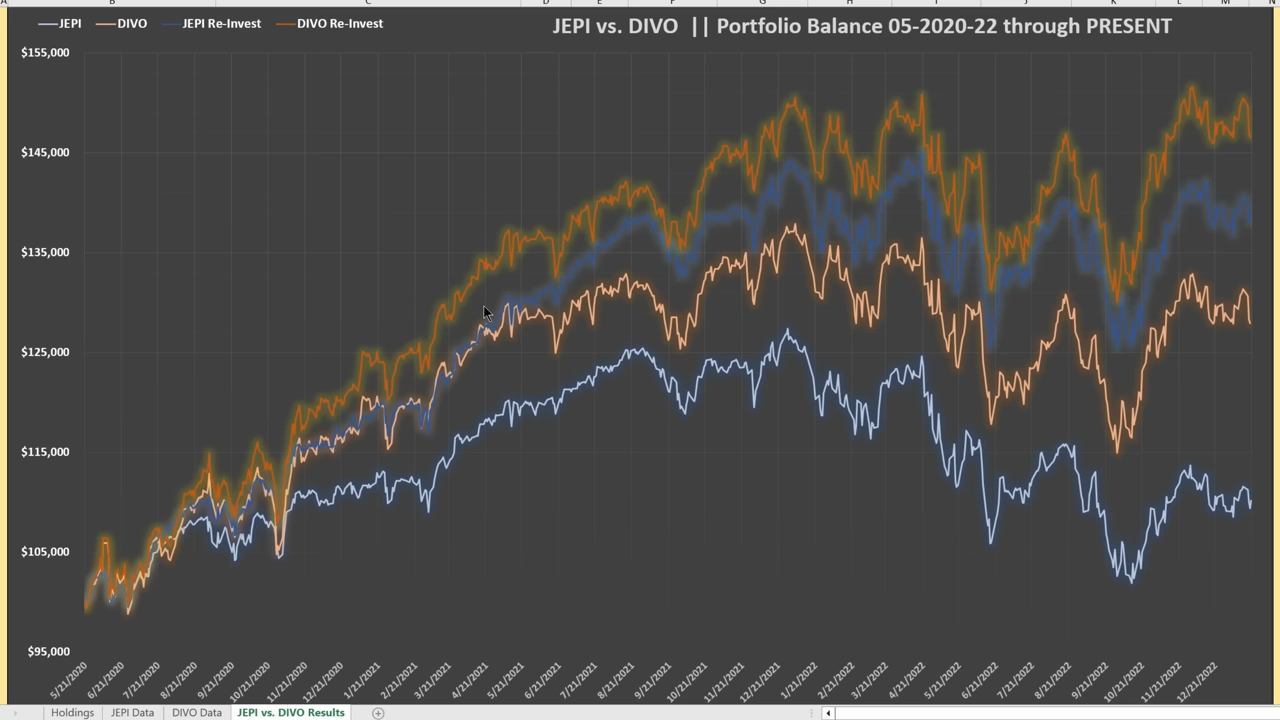 A B C D E F G H I J K L M N
JEPI DIVO JEPI Re-Invest DIVO Re-Invest
JEPI vs. DIVO || Portfolio Balance 05-2020-22 through PRESENT
$155,000
$145,000
$135,000
$125,000
$115,000
$105,000
$95,000
5/21/2020 6/21/2020 7/21/2020 8/21/2020 9/21/2020 10/21/2020 11/21/2020 12/21/2020 1/21/2021 2/21/2021 3/21/2021 4/21/2021 5/21/2021 6/21/2021 7/21/2021 8/21/2021 9/21/2021 10/21/2021 11/21/2021 12/21/2021 1/21/2022 2/21/2022 3/21/2022 4/21/2022 5/21/2022 6/21/2022 7/21/2022 8/21/2022 9/21/2022 10/21/2022 11/21/2022 12/21/2022
Holdings JEPI Data DIVO Data JEPI vs. DIVO Results